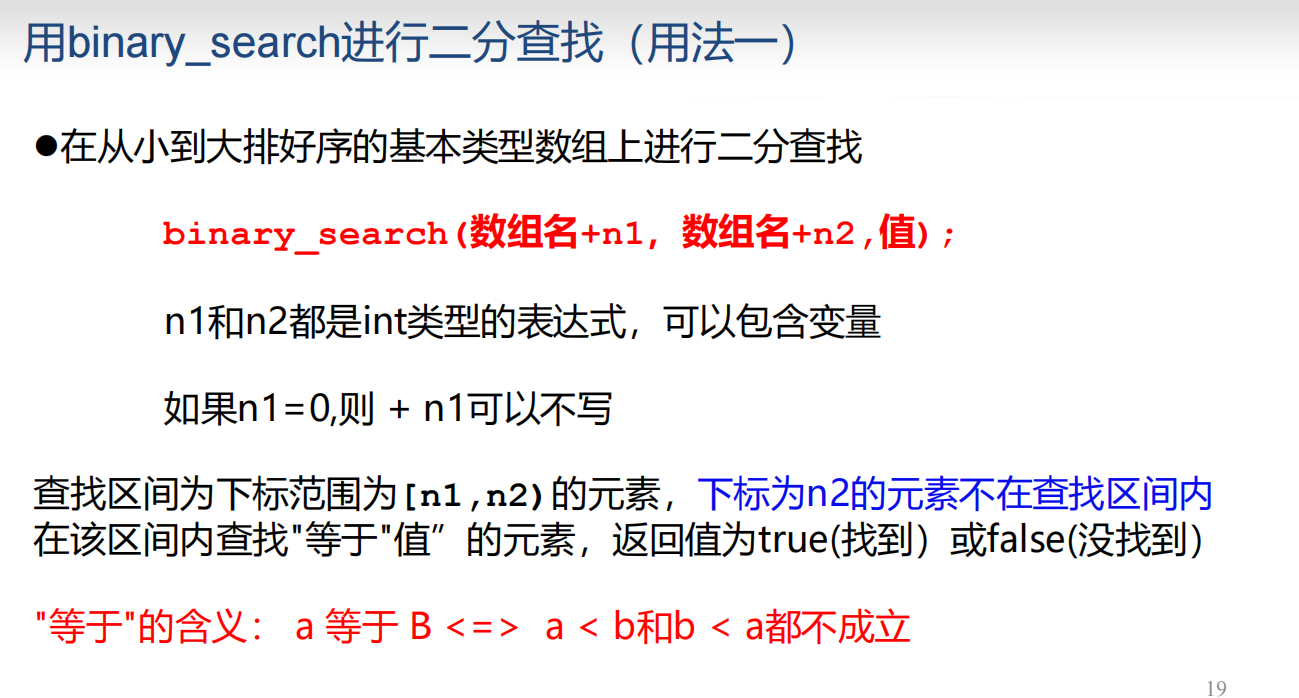 用binary_search进行二分查找（用法一）
●在从小到大排好序的基本类型数组上进行二分查找
binary_search(数组名+n1, 数组名+n2,值);
n1和n2都是int类型的表达式，可以包含变量
如果n1=0,则 + n1可以不写
查找区间为下标范围为[n1,n2)的元素，下标为n2的元素不在查找区间内
在该区间内查找"等于"值”的元素，返回值为true(找到）或false(没找到）
"等于"的含义： a 等于 B <=> a < b和b < a都不成立
19